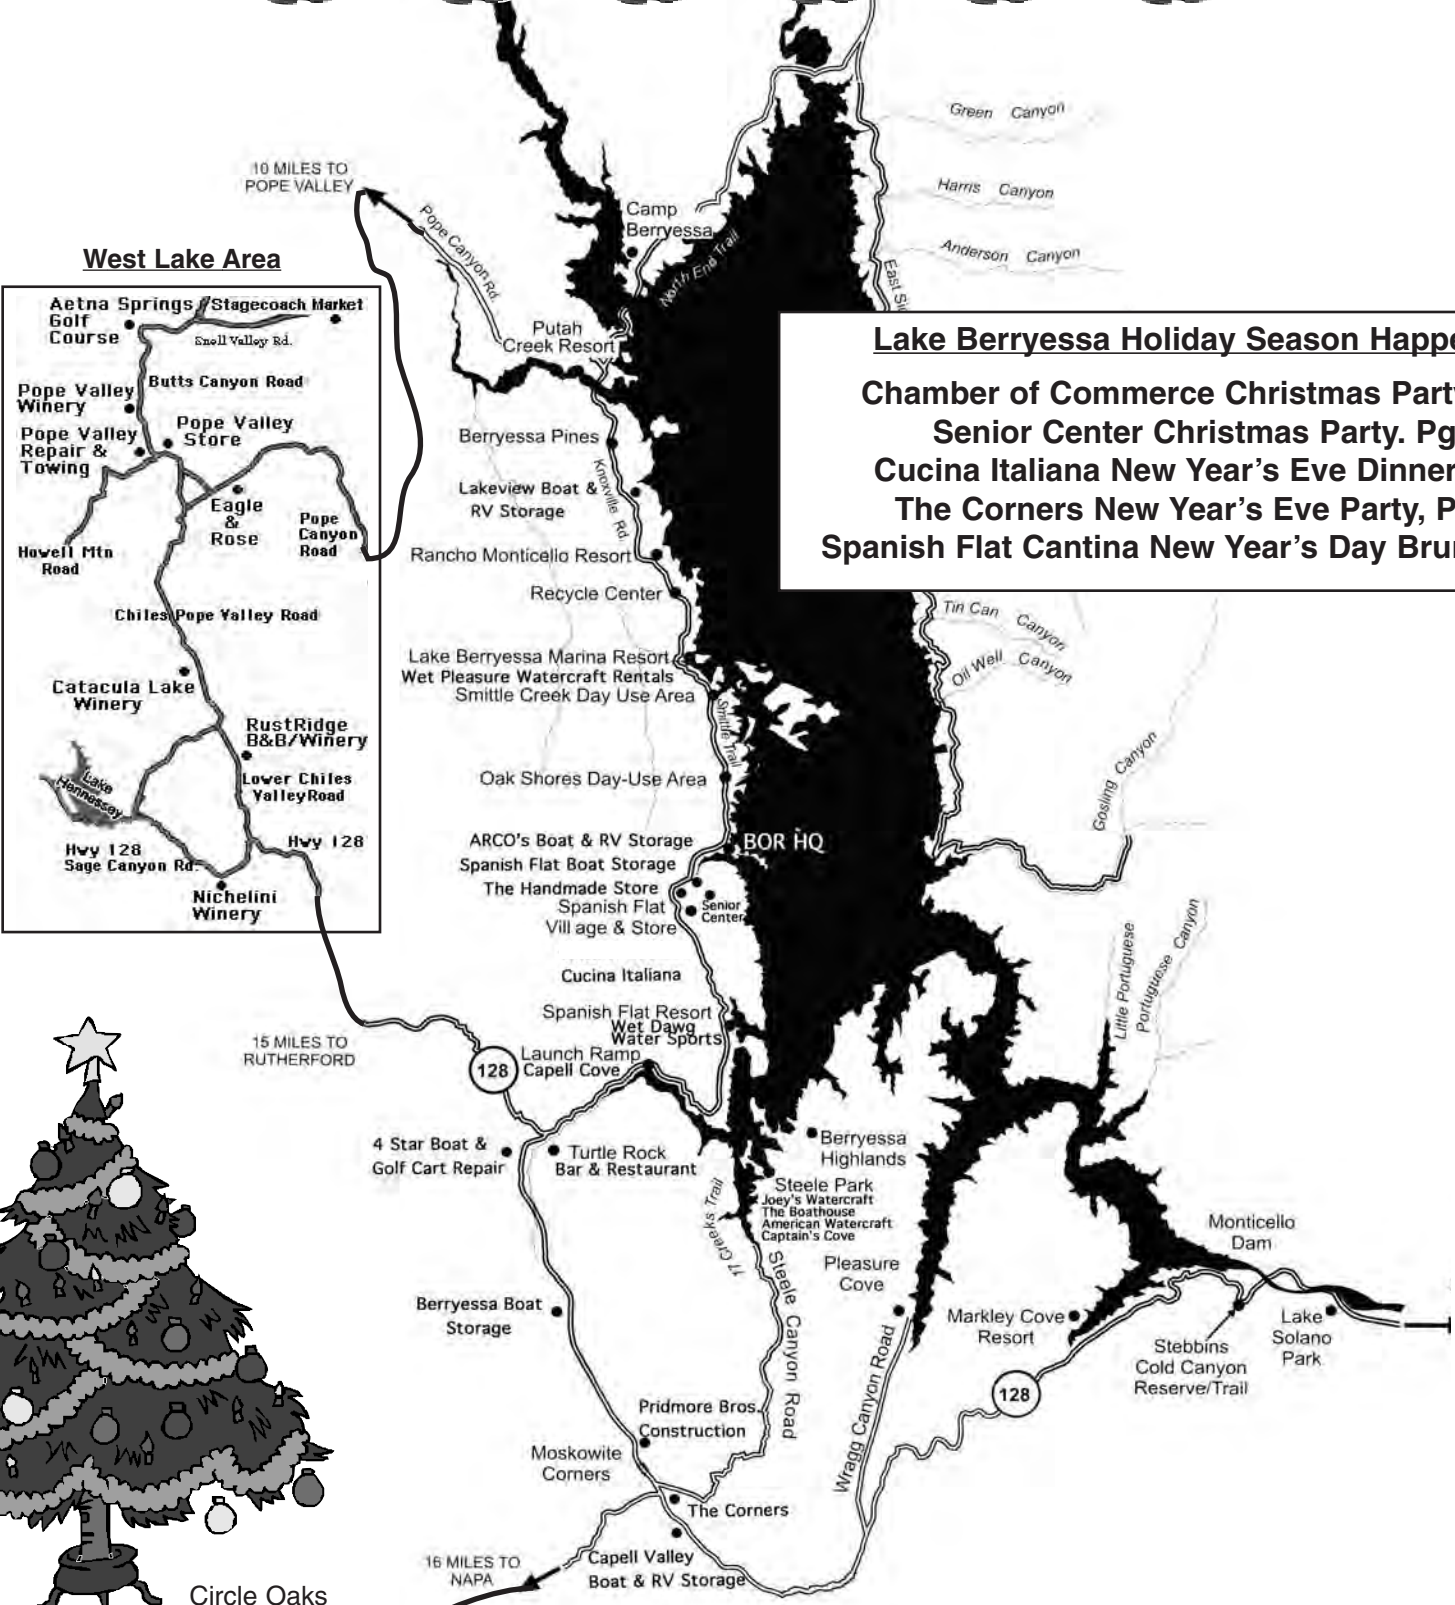 Green Canyon
Harris Canyon
Anderson Canyon
10 MILES TO
POPE VALLEY
Pope Canyon Rd.
Camp
Berryessa
North End Trail
East Si
Putah
Creek Resort
West Lake Area
Aetna Springs
Golf
Course
Stagecoach Market
Snell Valley Rd.
Butts Canyon Road
Pope Valley
Winery
Pope Valley
Store
Pope Valley
Repair &
Towing
Eagle
&
Rose
Pope
Canyon
Road
Howell Mtn
Road
Chiles Pope Valley Road
Catacula Lake
Winery
RustRidge
B&B/Winery
Lower Chiles
Valley Road
Lake
Hennessey
Hwy 128
Hwy 128
Sage Canyon Rd.
Nichelini
Winery
Lake Berryessa Holiday Season Happe
Chamber of Commerce Christmas Party
Senior Center Christmas Party. Pg
Cucina Italiana New Year's Eve Dinner
The Corners New Year's Eve Party, P
Spanish Flat Cantina New Year's Day Brun
Berryessa Pines
Knoxville Rd.
Lakeview Boat &
RV Storage
Rancho Monticello Resort
Recycle Center
Lake Berryessa Marina Resort
Wet Pleasure Watercraft Rentals
Smittle Creek Day Use Area
Smittle Trail
Oak Shores Day-Use Area
Tin Can Canyon
Oil Well Canyon
Gosling Canyon
ARCO's Boat & RV Storage
BOR HQ
Spanish Flat Boat Storage
The Handmade Store
Spanish Flat
Village & Store
Senior
Center
Cucina Italiana
Spanish Flat Resort
Wet Dawg
Water Sports
Launch Ramp
Capell Cove
Little Portuguese
Portuguese Canyon
15 MILES TO
RUTHERFORD
128
4 Star Boat &
Golf Cart Repair
Turtle Rock
Bar & Restaurant
Berryessa
Highlands
Steele Park
Joey's Watercraft
The Boathouse
American Watercraft
Captain's Cove
17 Creeks Trail
Steele Canyon Road
Pleasure
Cove
Monticello
Dam
Berryessa Boat
Storage
Markley Cove
Resort
Stebbins
Cold Canyon
Reserve/Trail
Lake
Solano
Park
Wragg Canyon Road
128
Pridmore Bros.
Construction
Moskowite
Corners
The Corners
16 MILES TO
NAPA
Capell Valley
Boat & RV Storage
Circle Oaks